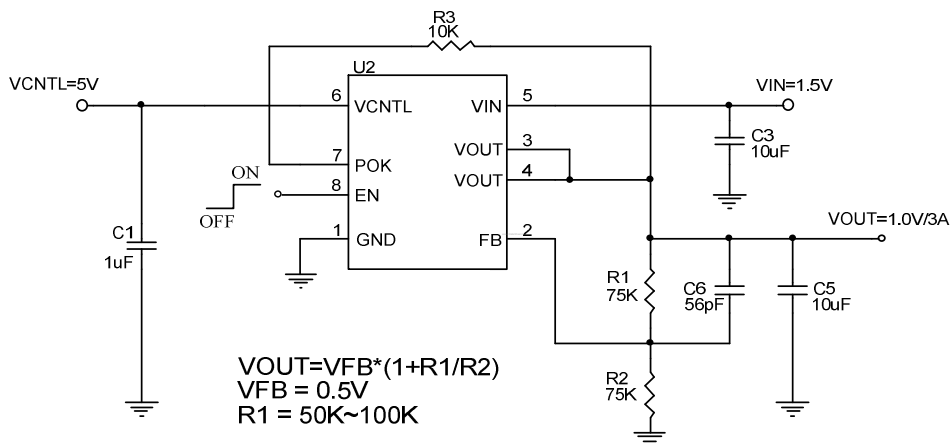 R3
10K
U2
VCNTL=5V
6
VCNTL
VIN
5
VIN=1.5V
C3
10uF
3
VOUT
7
POK
4
VOUT
ON
OFF
8
EN
VOUT=1.0V/3A
1
GND
FB
2
C1
1uF
R1
75K
C6
56pF
C5
10uF
R2
75K
VOUT=VFB*(1+R1/R2)
VFB = 0.5V
R1 = 50K~100K